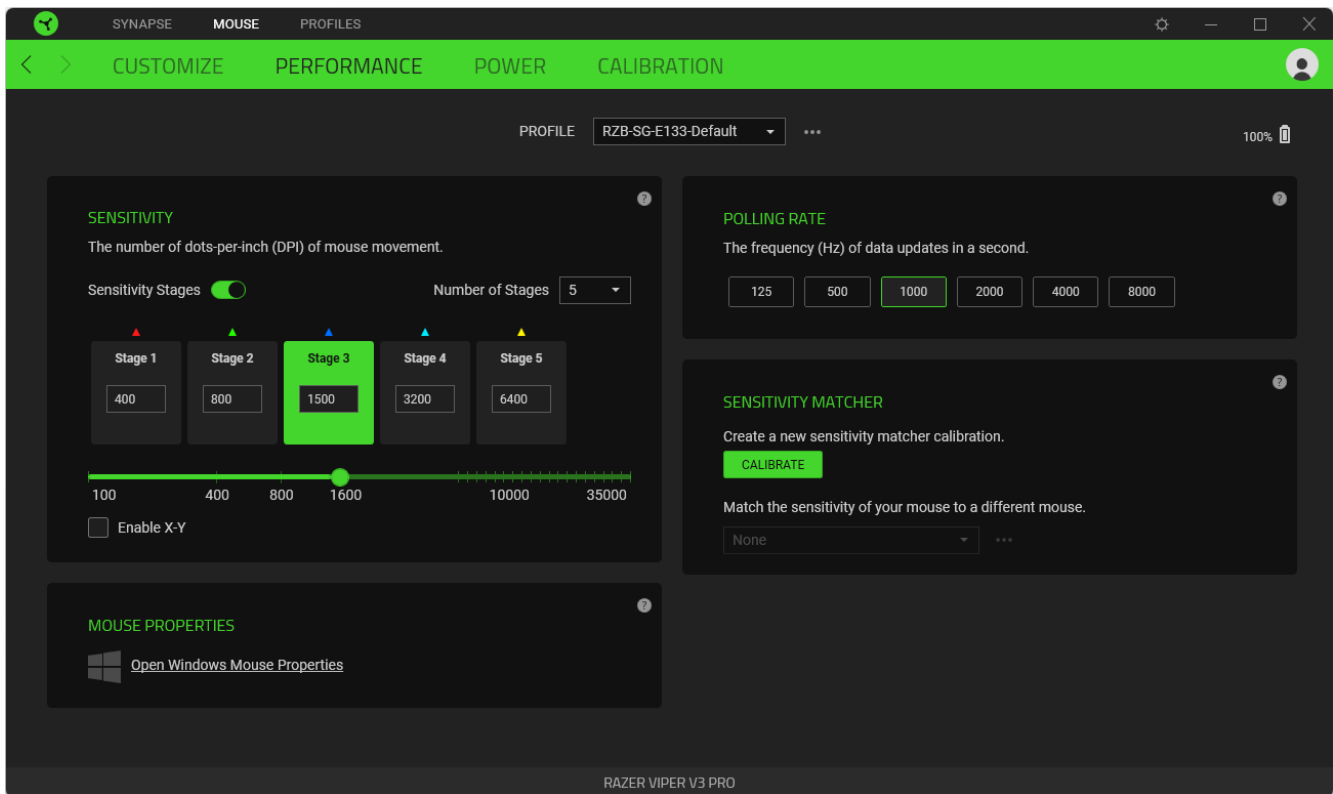 SYNAPSE MOUSE PROFILES
CUSTOMIZE PERFORMANCE POWER CALIBRATION
PROFILE RZB-SG-E133-Default
100%
SENSITIVITY
The number of dots-per-inch (DPI) of mouse movement.
Sensitivity Stages Number of Stages 5
Stage 1 Stage 2 Stage 3 Stage 4 Stage 5
400 800 1500 3200 6400
100 400 800 1600 10000 35000
Enable X-Y
MOUSE PROPERTIES
Open Windows Mouse Properties
POLLING RATE
The frequency (Hz) of data updates in a second.
125 500 1000 2000 4000 8000
SENSITIVITY MATCHER
Create a new sensitivity matcher calibration.
CALIBRATE
Match the sensitivity of your mouse to a different mouse.
None
RAZER VIPER V3 PRO